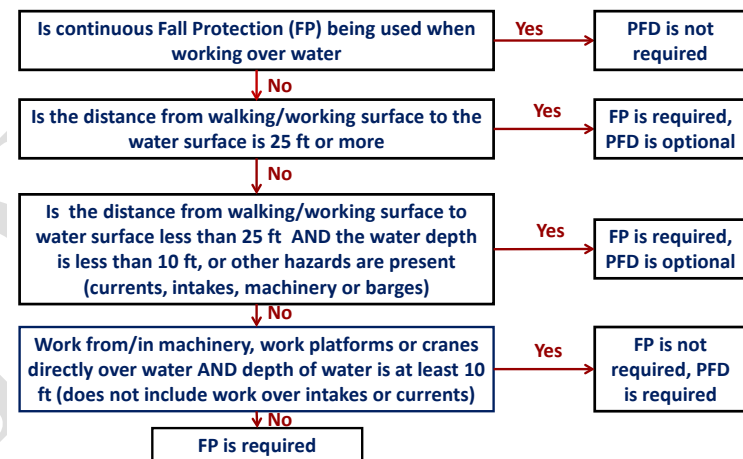 Is continuous Fall Protection (FP) being used when
working over water
Yes
PFD is not
required
No
Is the distance from walking/working surface to the
water surface is 25 ft or more
Yes
FP is required,
PFD is optional
No
Is the distance from walking/working surface to
water surface less than 25 ft AND the water depth
is less than 10 ft, or other hazards are present
(currents, intakes, machinery or barges)
Yes
FP is required,
PFD is optional
No
Work from/in machinery, work platforms or cranes
directly over water AND depth of water is at least 10
ft (does not include work over intakes or currents)
Yes
FP is not
required, PFD
is required
No
FP is required